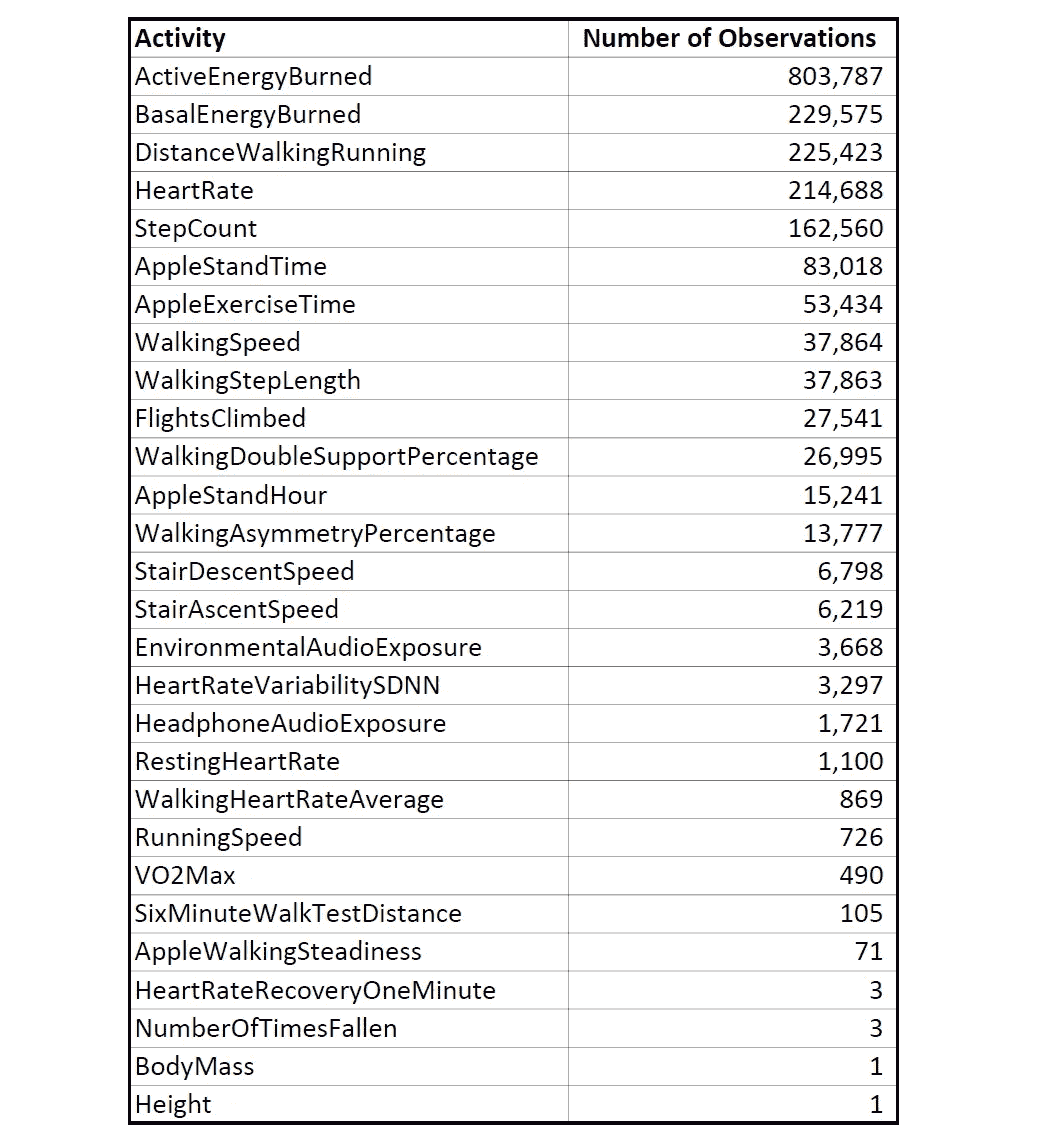 Activity Number of Observations
ActiveEnergyBurned 803,787
BasalEnergyBurned 229,575
DistanceWalkingRunning 225,423
HeartRate 214,688
StepCount 162,560
AppleStandTime 83,018
AppleExerciseTime 53,434
WalkingSpeed 37,864
WalkingStepLength 37,863
FlightsClimbed 27,541
WalkingDoubleSupportPercentage 26,995
AppleStandHour 15,241
WalkingAsymmetryPercentage 13,777
StairDescentSpeed 6,798
StairAscentSpeed 6,219
EnvironmentalAudioExposure 3,668
HeartRateVariabilitySDNN 3,297
HeadphoneAudioExposure 1,721
RestingHeartRate 1,100
WalkingHeartRateAverage 869
RunningSpeed 726
VO2Max 490
SixMinuteWalkTestDistance 105
AppleWalkingSteadiness 71
HeartRateRecoveryOneMinute 3
NumberOfTimesFallen 3
BodyMass 1
Height 1